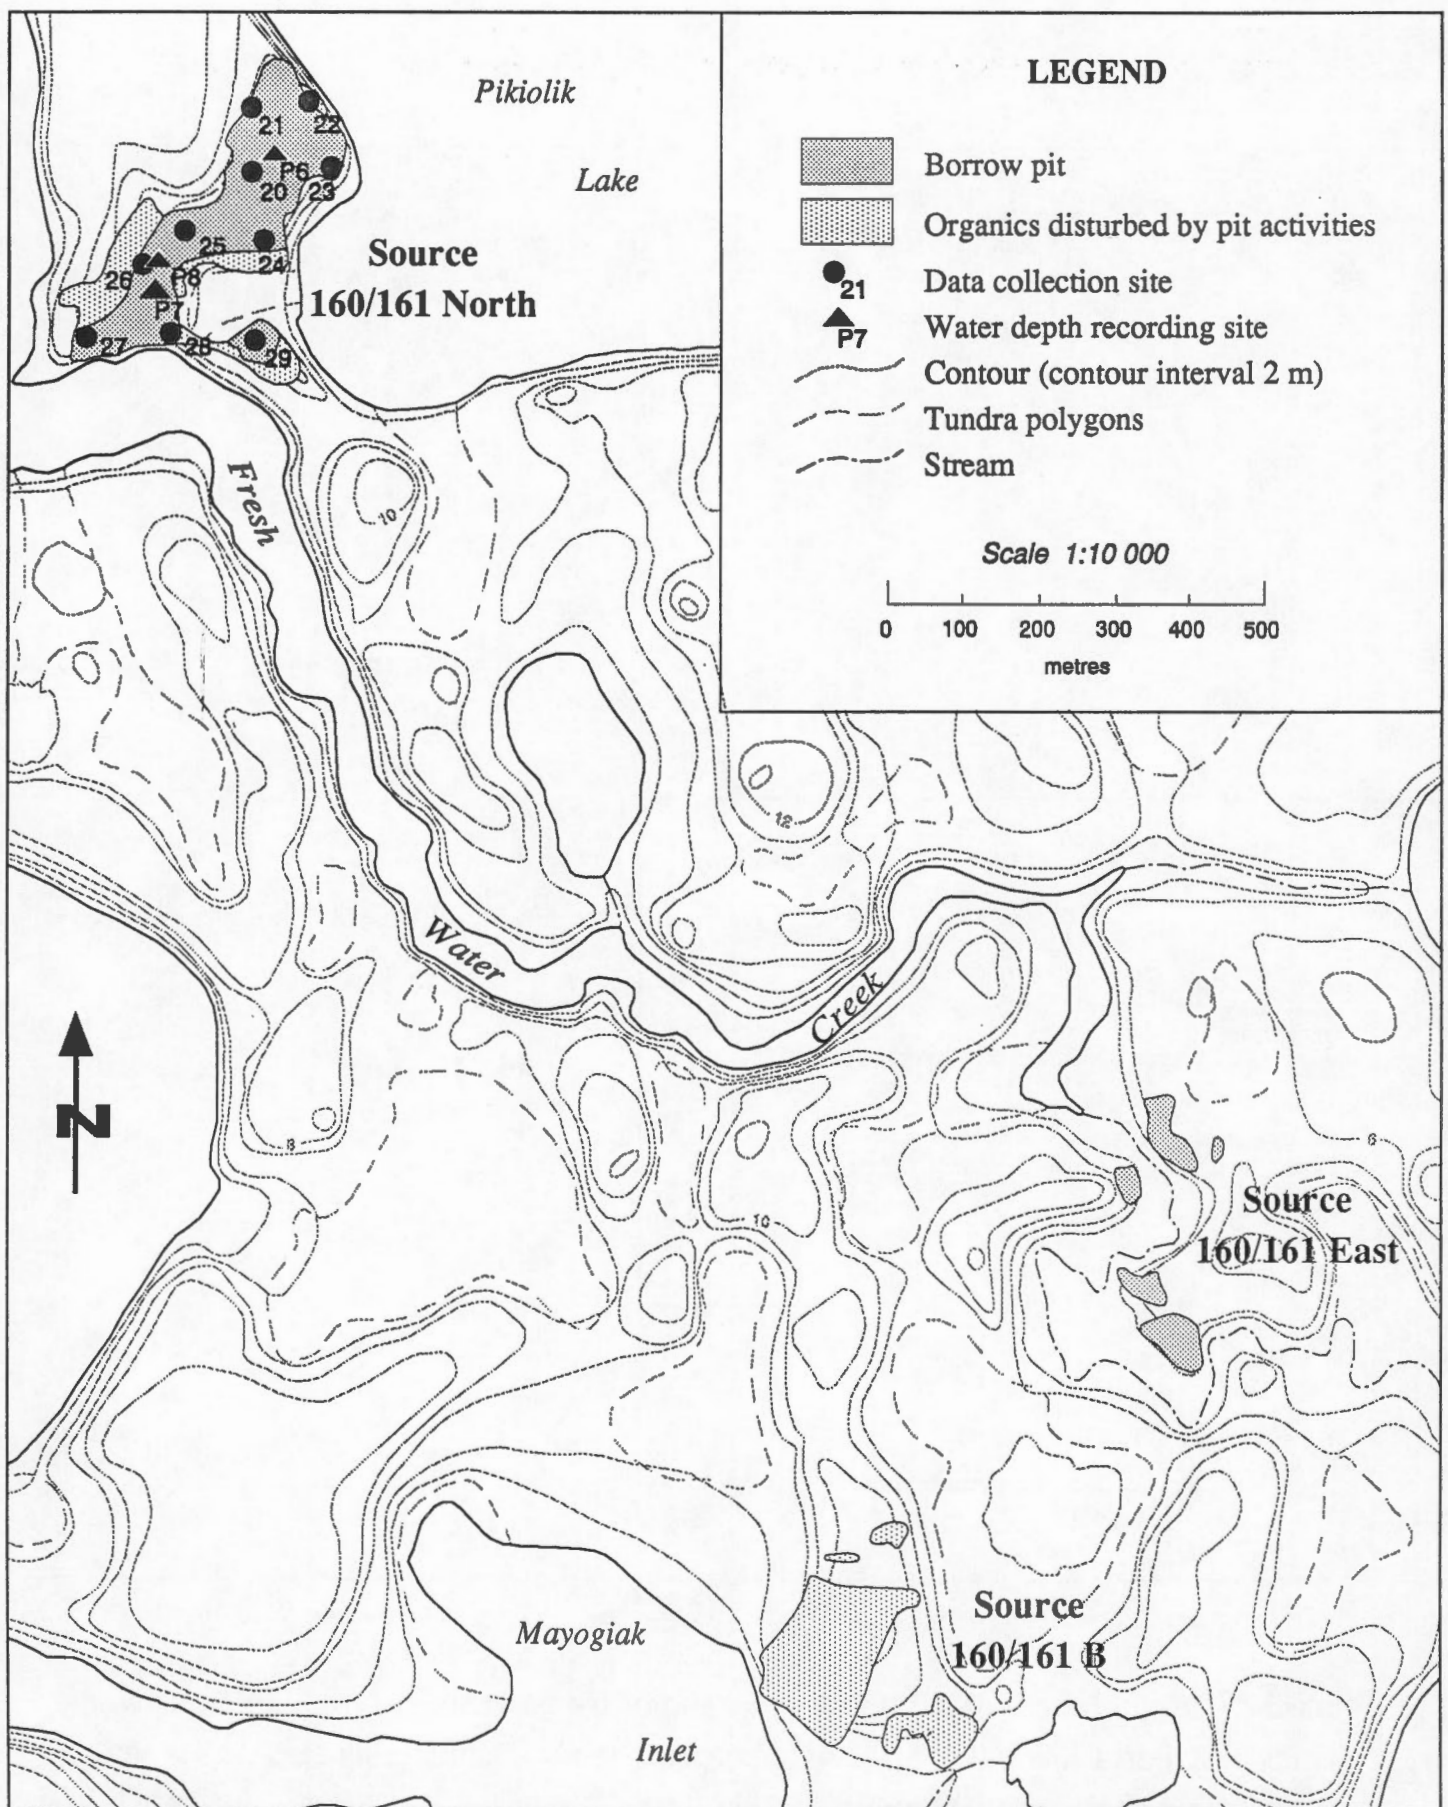 Pikiolik
Lake
21
22
P6
20
23
25
24
26
P8
P7
27
28
29
Source
160/161 North
LEGEND
Borrow pit
Organics disturbed by pit activities
21 Data collection site
P7 Water depth recording site
Contour (contour interval 2 m)
Tundra polygons
Stream
Scale 1:10 000
0 100 200 300 400 500
metres
Fresh
10
12
Water
Creek
N
8
6
10
Source
160/161 East
Source
160/161 B
Mayogiak
Inlet